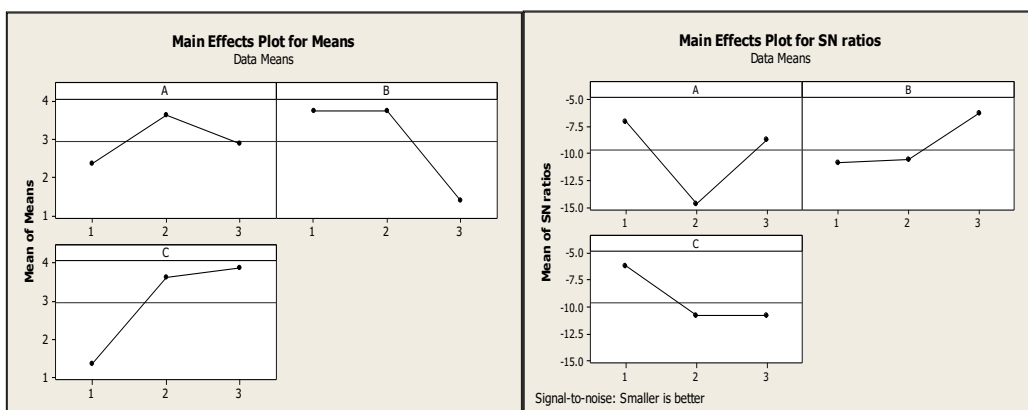 Main Effects Plot for Means
Data Means
A B
4
3
2
1
1 2 3 1 2 3
C
4
3
2
1
1 2 3
Mean of Means
Main Effects Plot for SN ratios
Data Means
A B
-5.0
-7.5
-10.0
-12.5
-15.0
1 2 3 1 2 3
C
-5.0
-7.5
-10.0
-12.5
-15.0
1 2 3
Mean of SN ratios
Signal-to-noise: Smaller is better